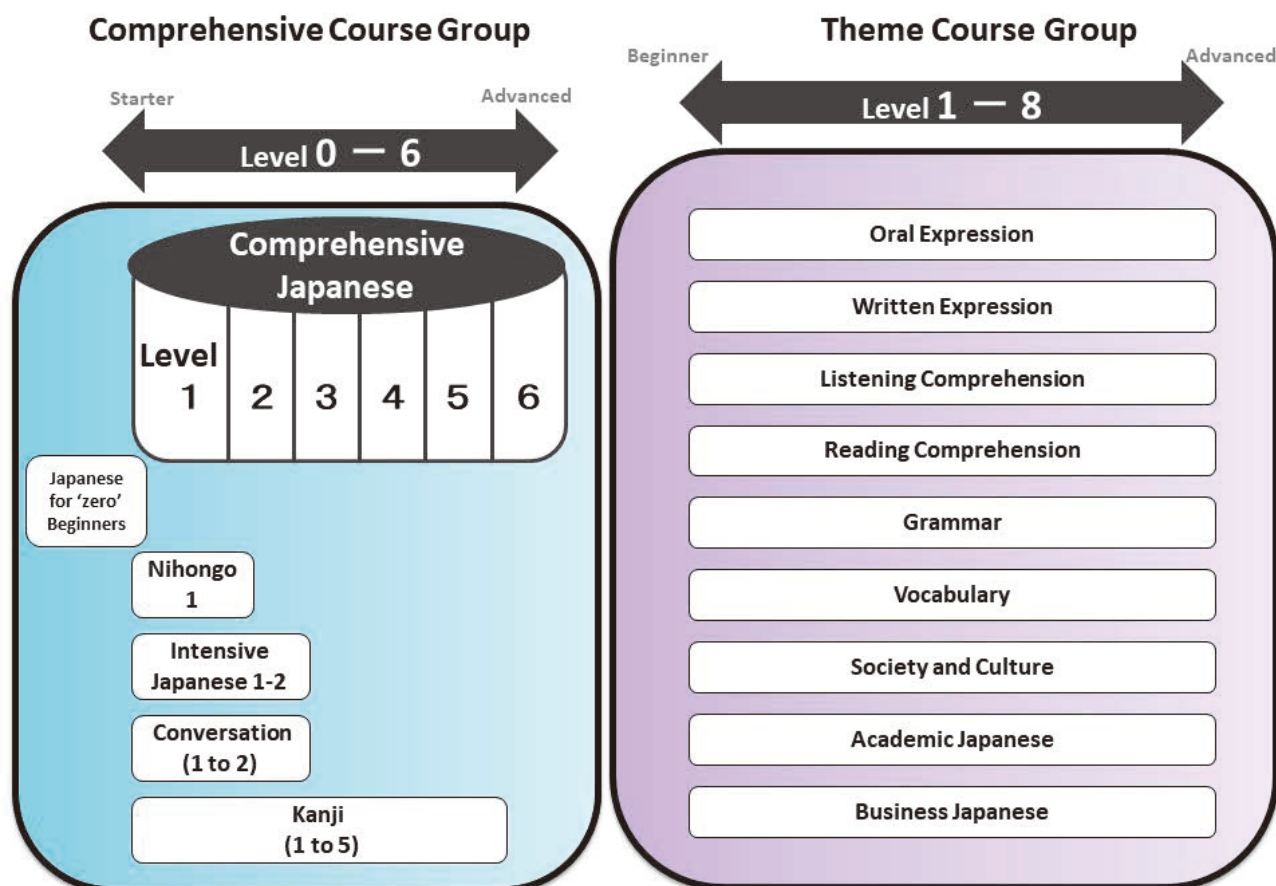 Comprehensive Course Group
Starter
Advanced
Level 0 － 6
Comprehensive
Japanese
Level
1
2
3
4
5
6
Japanese
for ‘zero’
Beginners
Nihongo
1
Intensive
Japanese 1-2
Conversation
(1 to 2)
Kanji
(1 to 5)
Theme Course Group
Beginner
Advanced
Level 1 － 8
Oral Expression
Written Expression
Listening Comprehension
Reading Comprehension
Grammar
Vocabulary
Society and Culture
Academic Japanese
Business Japanese